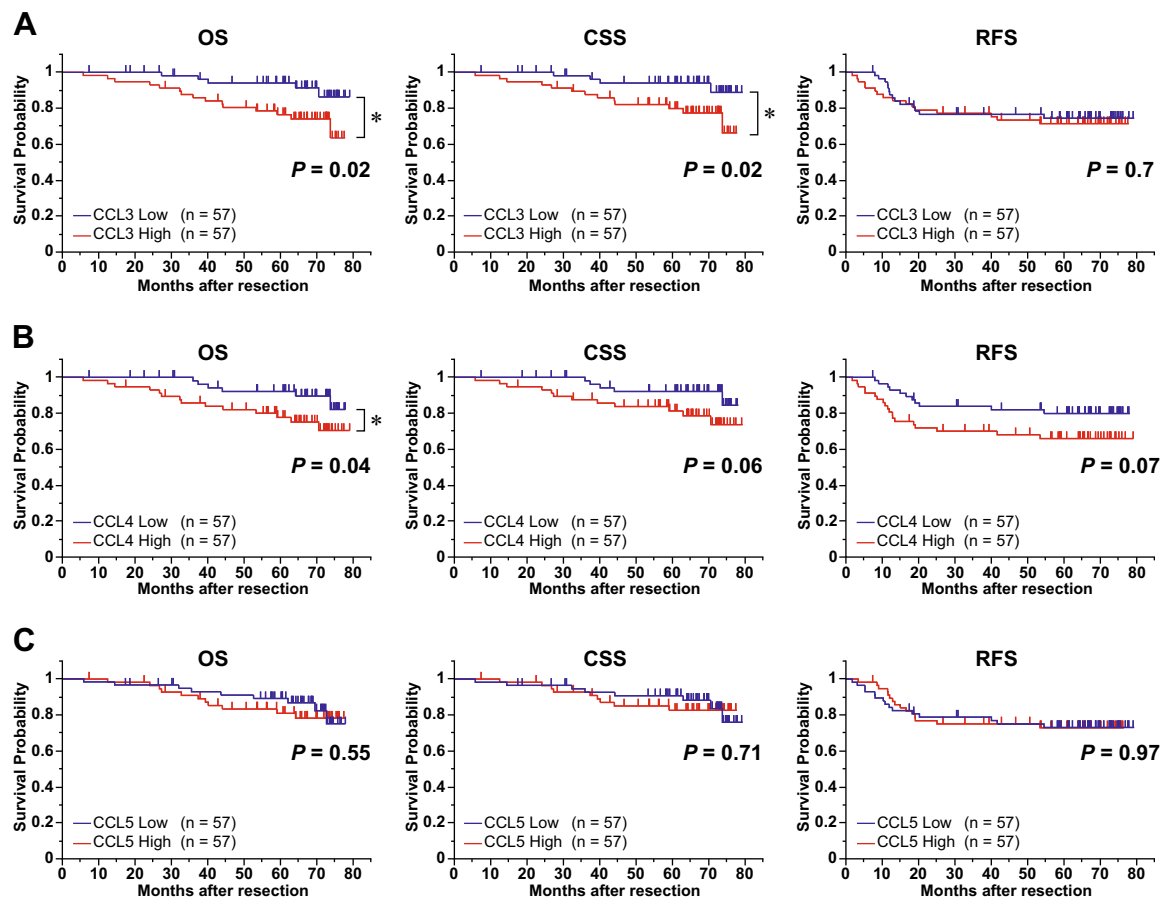 A
OS
CSS
RFS
Survival Probability
1
0.8
0.6
0.4
0.2
0
*
P = 0.02
CCL3 Low (n = 57)
CCL3 High (n = 57)
0 10 20 30 40 50 60 70 80
Months after resection
Survival Probability
1
0.8
0.6
0.4
0.2
0
*
P = 0.02
CCL3 Low (n = 57)
CCL3 High (n = 57)
0 10 20 30 40 50 60 70 80
Months after resection
Survival Probability
1
0.8
0.6
0.4
0.2
0
P = 0.7
CCL3 Low (n = 57)
CCL3 High (n = 57)
0 10 20 30 40 50 60 70 80
Months after resection
B
OS
CSS
RFS
Survival Probability
1
0.8
0.6
0.4
0.2
0
*
P = 0.04
CCL4 Low (n = 57)
CCL4 High (n = 57)
0 10 20 30 40 50 60 70 80
Months after resection
Survival Probability
1
0.8
0.6
0.4
0.2
0
P = 0.06
CCL4 Low (n = 57)
CCL4 High (n = 57)
0 10 20 30 40 50 60 70 80
Months after resection
Survival Probability
1
0.8
0.6
0.4
0.2
0
P = 0.07
CCL4 Low (n = 57)
CCL4 High (n = 57)
0 10 20 30 40 50 60 70 80
Months after resection
C
OS
CSS
RFS
Survival Probability
1
0.8
0.6
0.4
0.2
0
P = 0.55
CCL5 Low (n = 57)
CCL5 High (n = 57)
0 10 20 30 40 50 60 70 80
Months after resection
Survival Probability
1
0.8
0.6
0.4
0.2
0
P = 0.71
CCL5 Low (n = 57)
CCL5 High (n = 57)
0 10 20 30 40 50 60 70 80
Months after resection
Survival Probability
1
0.8
0.6
0.4
0.2
0
P = 0.97
CCL5 Low (n = 57)
CCL5 High (n = 57)
0 10 20 30 40 50 60 70 80
Months after resection